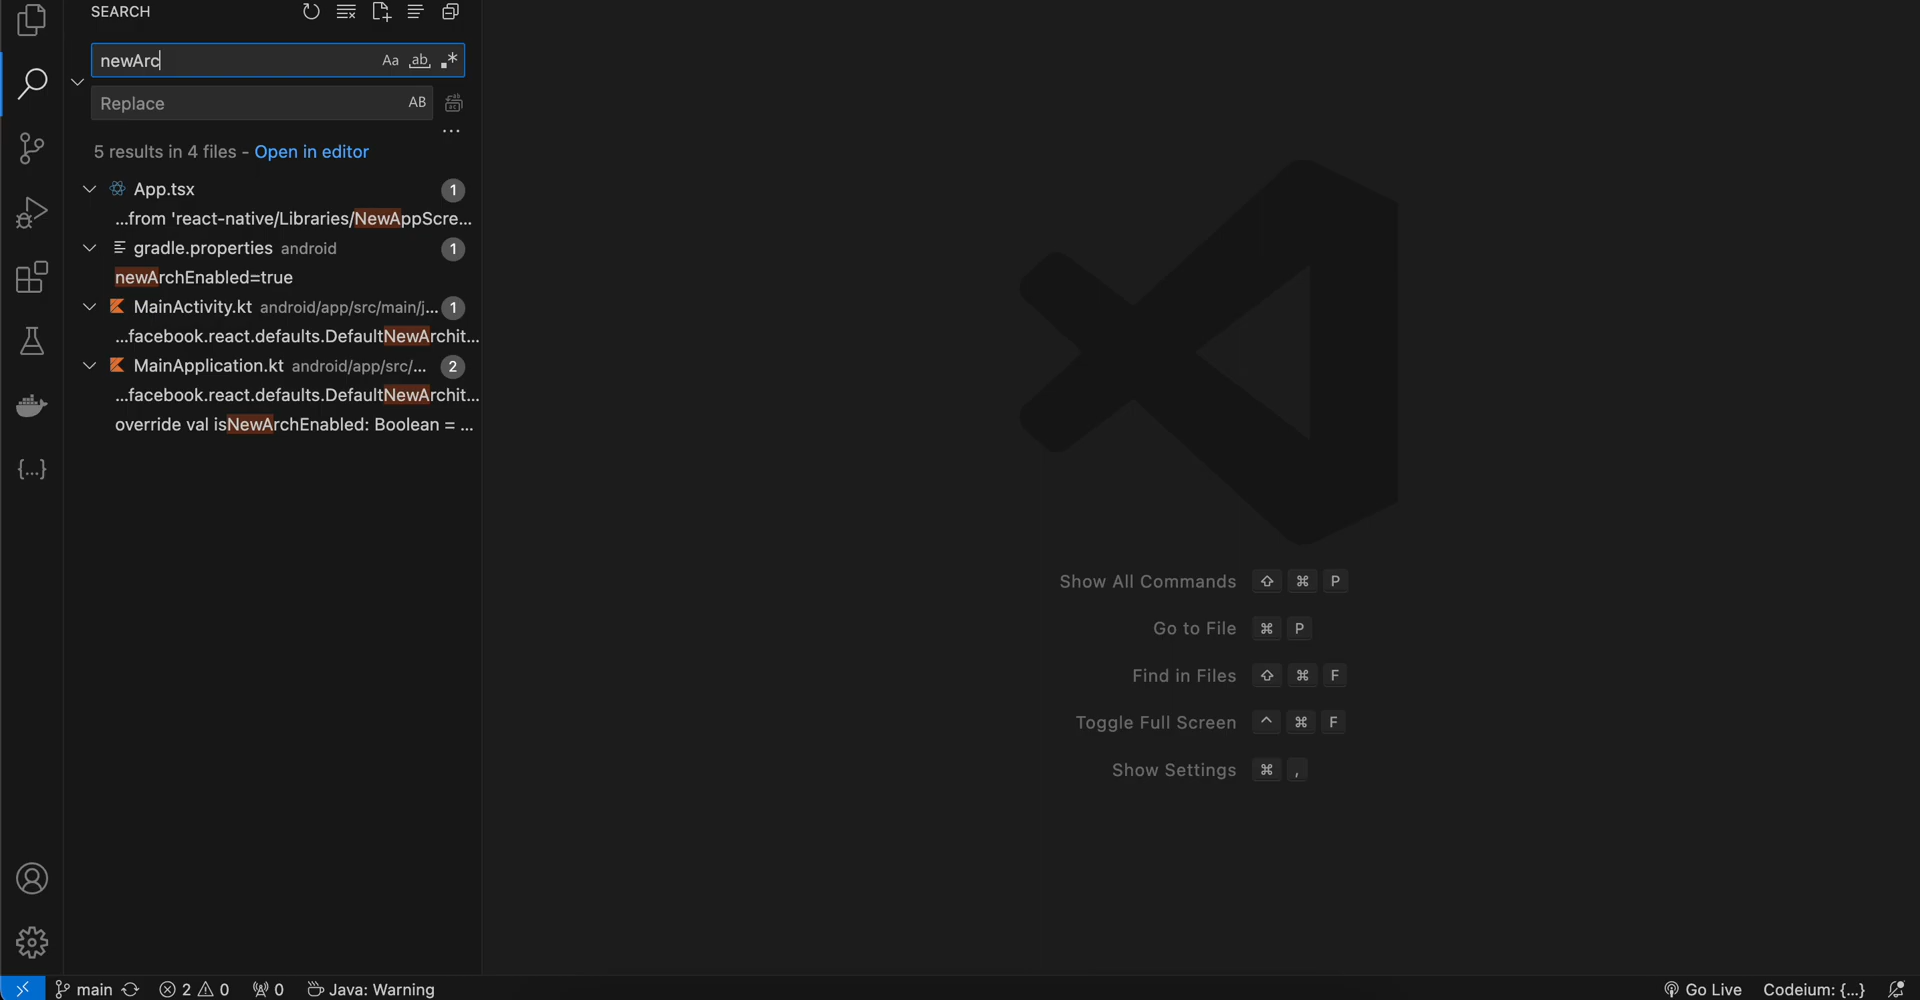 SEARCH
newArc
Aa ab .*
Replace
AB
...
5 results in 4 files - Open in editor
App.tsx 1
...from 'react-native/Libraries/NewAppScre...
gradle.properties android 1
newArchEnabled=true
MainActivity.kt android/app/src/main/j... 1
...facebook.react.defaults.DefaultNewArchit...
MainApplication.kt android/app/src/... 2
...facebook.react.defaults.DefaultNewArchit...
override val isNewArchEnabled: Boolean = ...
{...}
Show All Commands ⇧ ⌘ P
Go to File ⌘ P
Find in Files ⇧ ⌘ F
Toggle Full Screen ^ ⌘ F
Show Settings ⌘ ,
main 2 0 0 Java: Warning Go Live Codeium: {...}